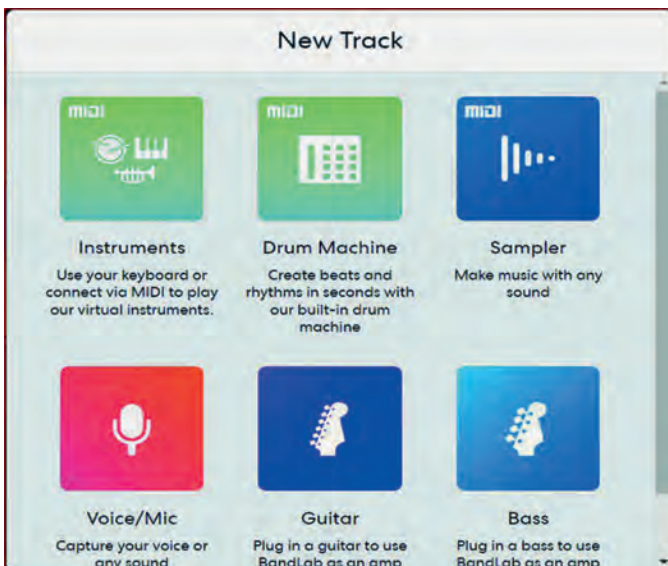 New Track
MIDI
MIDI
MIDI
Instruments
Drum Machine
Sampler
Use your keyboard or
connect via MIDI to play
our virtual instruments.
Create beats and
rhythms in seconds with
our built-in drum
machine
Make music with any
sound
Voice/Mic
Guitar
Bass
Capture your voice or
any sound
Plug in a guitar to use
BandLab as an amp
Plug in a bass to use
BandLab as an amp